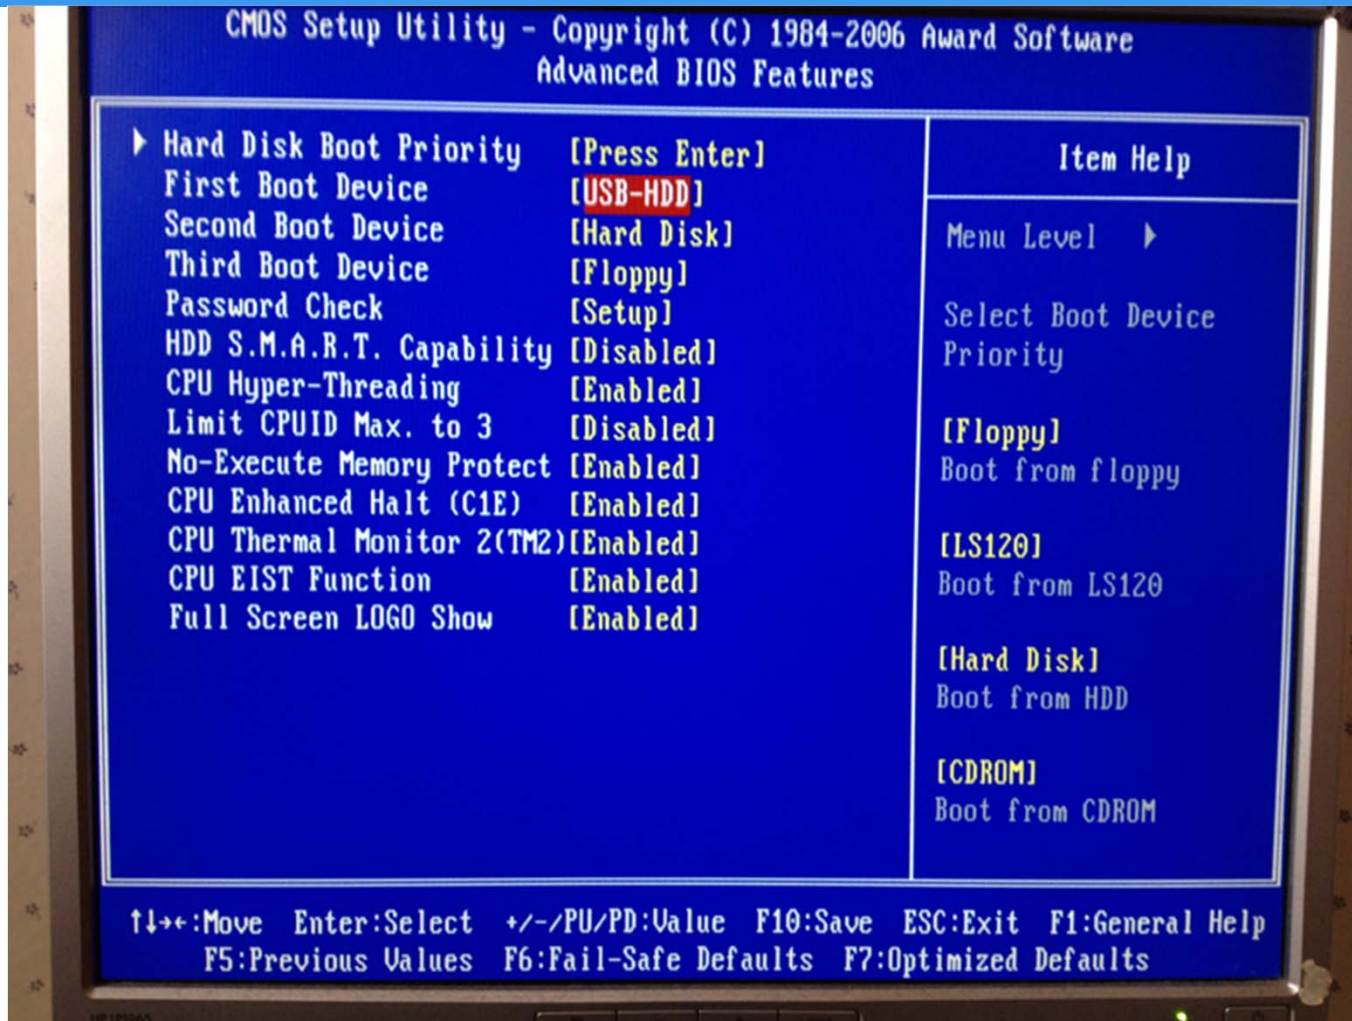 CMOS Setup Utility - Copyright (C) 1984-2006 Award Software
Advanced BIOS Features
Hard Disk Boot Priority [Press Enter]
First Boot Device [USB-HDD]
Second Boot Device [Hard Disk]
Third Boot Device [Floppy]
Password Check [Setup]
HDD S.M.A.R.T. Capability [Disabled]
CPU Hyper-Threading [Enabled]
Limit CPUID Max. to 3 [Disabled]
No-Execute Memory Protect [Enabled]
CPU Enhanced Halt (C1E) [Enabled]
CPU Thermal Monitor 2(TM2) [Enabled]
CPU EIST Function [Enabled]
Full Screen LOGO Show [Enabled]
Item Help
Menu Level
Select Boot Device
Priority
[Floppy]
Boot from floppy
[LS120]
Boot from LS120
[Hard Disk]
Boot from HDD
[CDROM]
Boot from CDROM
↑↓→←:Move Enter:Select +/-/PU/PD:Value F10:Save ESC:Exit F1:General Help
F5:Previous Values F6:Fail-Safe Defaults F7:Optimized Defaults